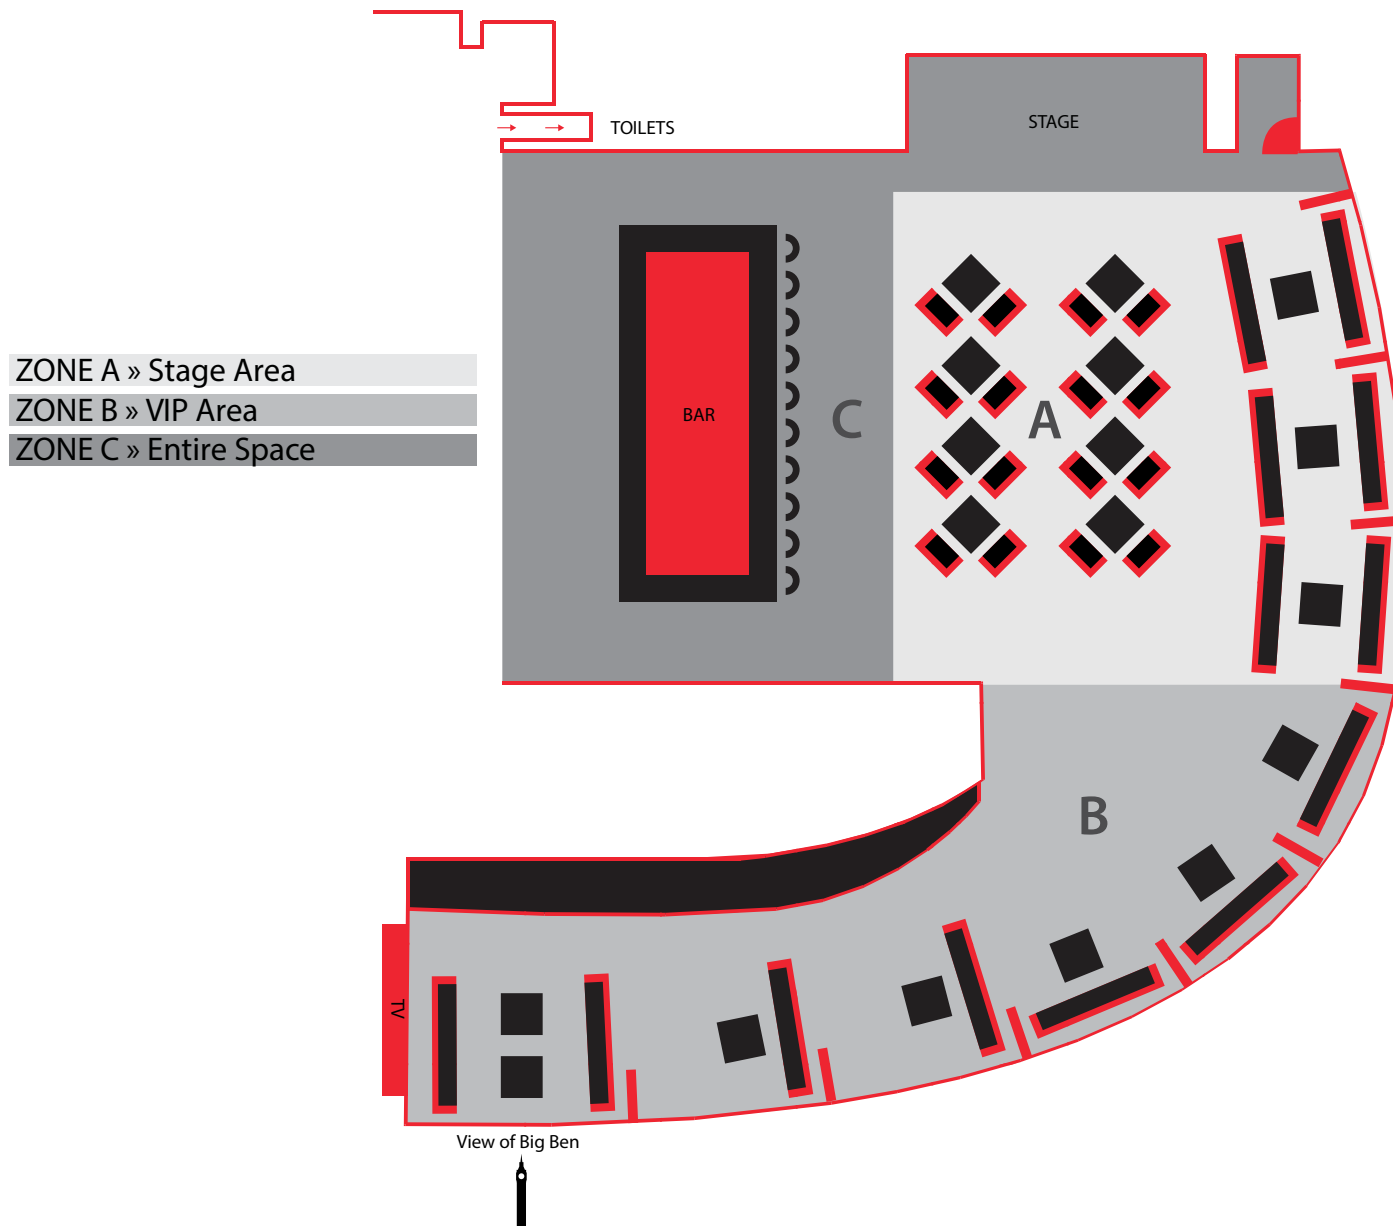 TOILETS
STAGE
ZONE A » Stage Area
ZONE B » VIP Area
ZONE C » Entire Space
BAR
C
A
B
TV
View of Big Ben